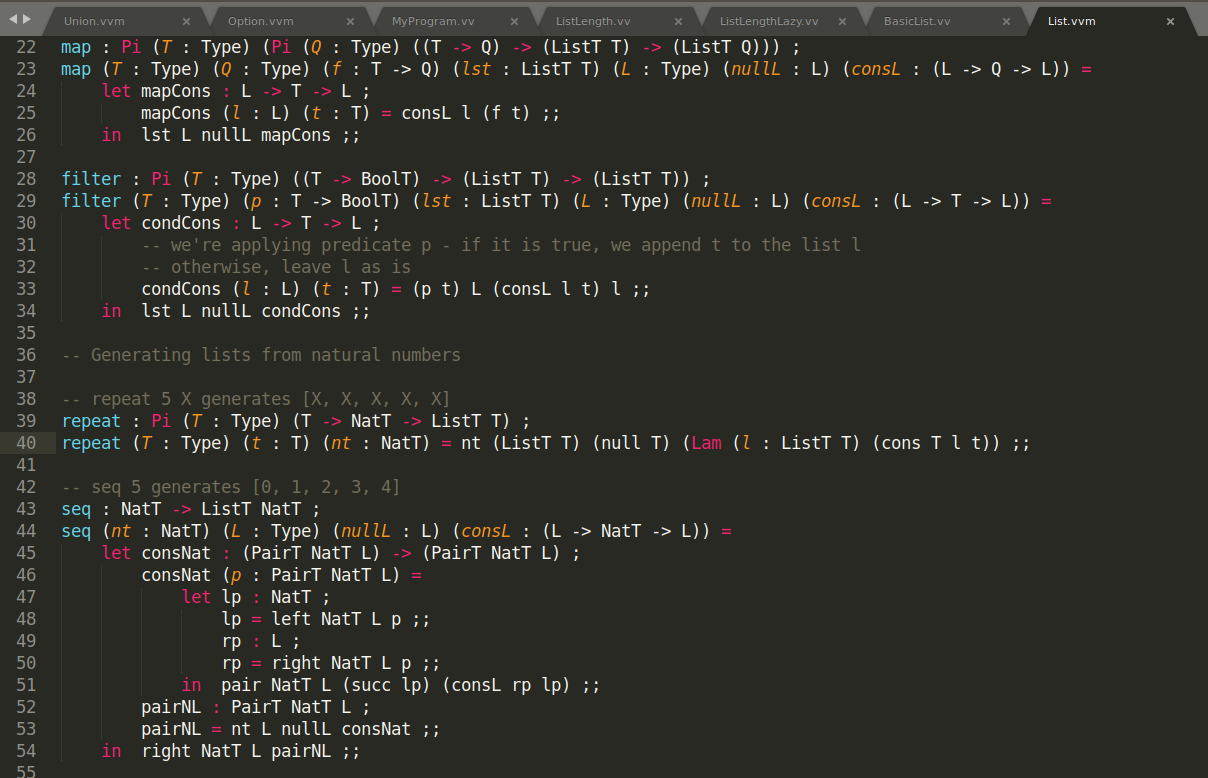 Union.vvm × Option.vvm × MyProgram.vv × ListLength.vv × ListLengthLazy.vv × BasicList.vv × List.vvm ×
22 map : Pi (T : Type) (Pi (Q : Type) ((T -> Q) -> (ListT T) -> (ListT Q))) ;
23 map (T : Type) (Q : Type) (f : T -> Q) (lst : ListT T) (L : Type) (nullL : L) (consL : (L -> Q -> L)) =
24     let mapCons : L -> T -> L ;
25         mapCons (l : L) (t : T) = consL l (f t) ;;
26     in  lst L nullL mapCons ;;
27
28 filter : Pi (T : Type) ((T -> BoolT) -> (ListT T) -> (ListT T)) ;
29 filter (T : Type) (p : T -> BoolT) (lst : ListT T) (L : Type) (nullL : L) (consL : (L -> T -> L)) =
30     let condCons : L -> T -> L ;
31         -- we're applying predicate p - if it is true, we append t to the list l
32         -- otherwise, leave l as is
33         condCons (l : L) (t : T) = (p t) L (consL l t) l ;;
34     in  lst L nullL condCons ;;
35
36 -- Generating lists from natural numbers
37
38 -- repeat 5 X generates [X, X, X, X, X]
39 repeat : Pi (T : Type) (T -> NatT -> ListT T) ;
40 repeat (T : Type) (t : T) (nt : NatT) = nt (ListT T) (null T) (Lam (l : ListT T) (cons T l t)) ;;
41
42 -- seq 5 generates [0, 1, 2, 3, 4]
43 seq : NatT -> ListT NatT ;
44 seq (nt : NatT) (L : Type) (nullL : L) (consL : (L -> NatT -> L)) =
45     let consNat : (PairT NatT L) -> (PairT NatT L) ;
46         consNat (p : PairT NatT L) =
47             let lp : NatT ;
48                 lp = left NatT L p ;;
49                 rp : L ;
50                 rp = right NatT L p ;;
51             in  pair NatT L (succ lp) (consL rp lp) ;;
52         pairNL : PairT NatT L ;
53         pairNL = nt L nullL consNat ;;
54     in  right NatT L pairNL ;;
55